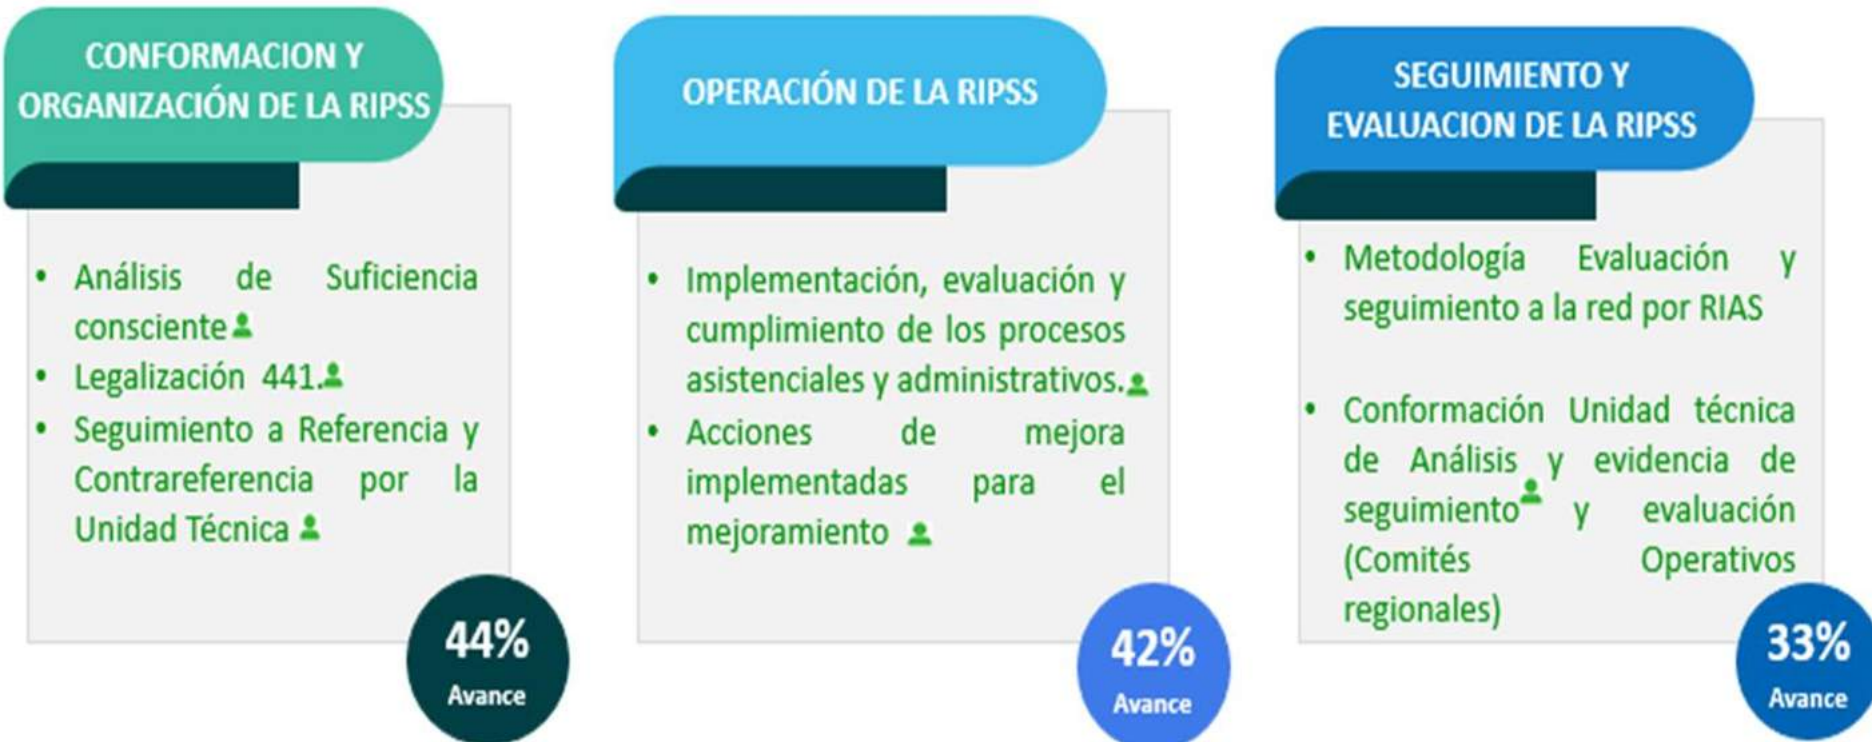 CONFORMACION Y
ORGANIZACIÓN DE LA RIPSS
• Análisis de Suficiencia
consciente
• Legalización 441.
• Seguimiento a Referencia y
Contrareferencia por la
Unidad Técnica
44%
Avance
OPERACIÓN DE LA RIPSS
• Implementación, evaluación y
cumplimiento de los procesos
asistenciales y administrativos.
• Acciones de mejora
implementadas para el
mejoramiento
42%
Avance
SEGUIMIENTO Y
EVALUACION DE LA RIPSS
• Metodología Evaluación y
seguimiento a la red por RIAS
• Conformación Unidad técnica
de Análisis y evidencia de
seguimiento y evaluación
(Comités Operativos
regionales)
33%
Avance